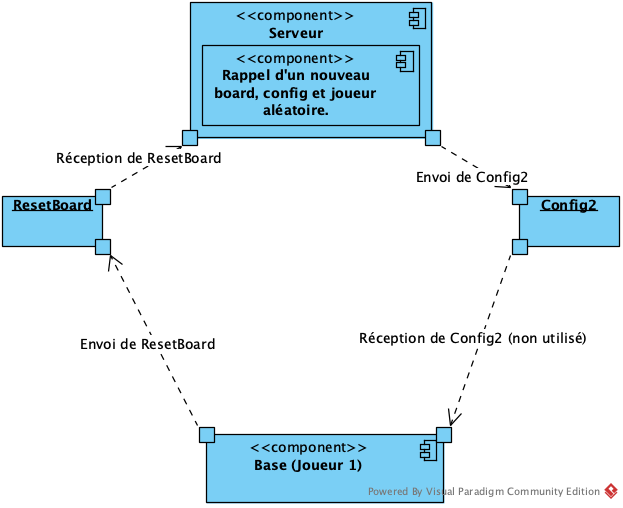 <<component>>
Serveur
<<component>>
Rappel d'un nouveau
board, config et joueur
aléatoire.
Réception de ResetBoard
Envoi de Config2
ResetBoard
Config2
Envoi de ResetBoard
Réception de Config2 (non utilisé)
<<component>>
Base (Joueur 1)
Powered By Visual Paradigm Community Edition